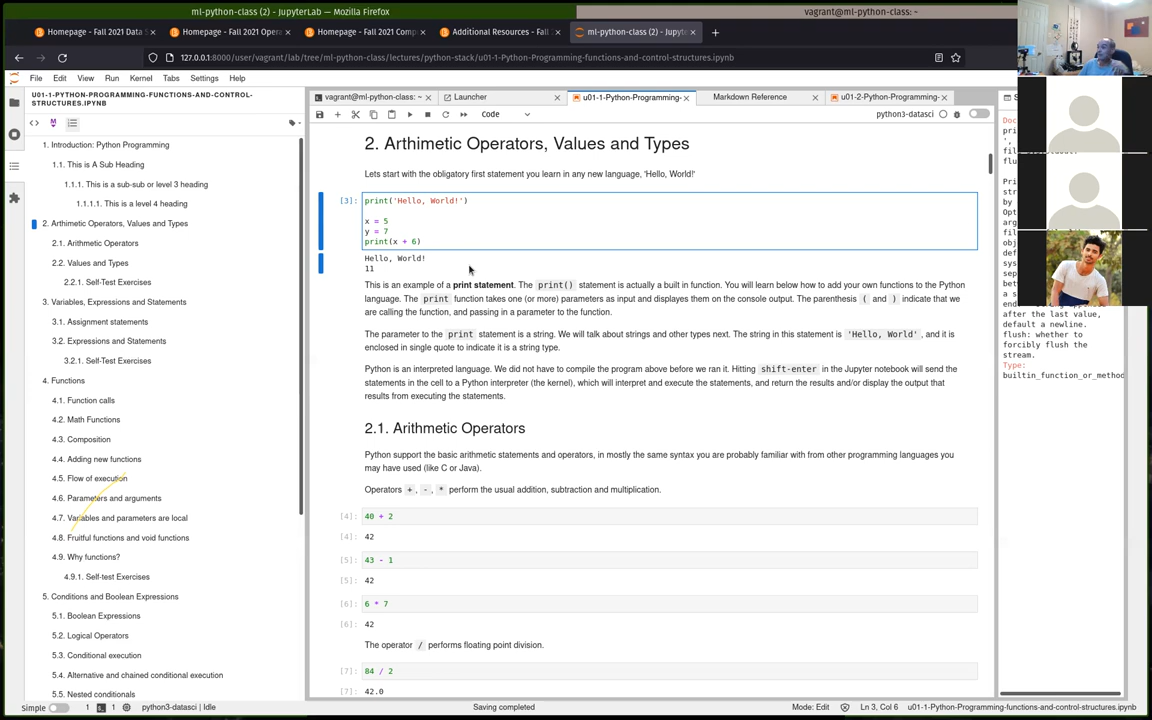 ml-python-class (2) - JupyterLab — Mozilla Firefox
vagrant@ml-python-class: ~
Homepage - Fall 2021 Data S
Homepage - Fall 2021 Opera
Homepage - Fall 2021 Comp
Additional Resources - Fall
ml-python-class (2) - Jupyte
127.0.0.1:8000/user/vagrant/lab/tree/ml-python-class/lectures/python-stack/u01-1-Python-Programming-functions-and-control-structures.ipynb
File Edit View Run Kernel Tabs Settings Help
U01-1-PYTHON-PROGRAMMING-FUNCTIONS-AND-CONTROL-
STRUCTURES.IPYNB
1. Introduction: Python Programming
1.1. This is A Sub Heading
1.1.1. This is a sub-sub or level 3 heading
1.1.1.1. This is a level 4 heading
2. Arthimetic Operators, Values and Types
2.1. Arithmetic Operators
2.2. Values and Types
2.2.1. Self-Test Exercises
3. Variables, Expressions and Statements
3.1. Assignment statements
3.2. Expressions and Statements
3.2.1. Self-Test Exercises
4. Functions
4.1. Function calls
4.2. Math Functions
4.3. Composition
4.4. Adding new functions
4.5. Flow of execution
4.6. Parameters and arguments
4.7. Variables and parameters are local
4.8. Fruitful functions and void functions
4.9. Why functions?
4.9.1. Self-test Exercises
5. Conditions and Boolean Expressions
5.1. Boolean Expressions
5.2. Logical Operators
5.3. Conditional execution
5.4. Alternative and chained conditional execution
5.5. Nested conditionals
vagrant@ml-python-class: ~
Launcher
u01-1-Python-Programming-
Markdown Reference
u01-2-Python-Programming-
Code
python3-datasci
2. Arthimetic Operators, Values and Types
Lets start with the obligatory first statement you learn in any new language, 'Hello, World!'
[3]: print('Hello, World!')
x = 5
y = 7
print(x + 6)
Hello, World!
11
This is an example of a print statement. The print() statement is actually a built in function. You will learn below how to add your own functions to the Python
language. The print function takes one (or more) parameters as input and displayes them on the console output. The parenthesis ( and ) indicate that we
are calling the function, and passing in a parameter to the function.
The parameter to the print statement is a string. We will talk about strings and other types next. The string in this statement is 'Hello, World' , and it is
enclosed in single quote to indicate it is a string type.
Python is an interpreted language. We did not have to compile the program above before we ran it. Hitting shift-enter in the Jupyter notebook will send the
statements in the cell to a Python interpreter (the kernel), which will interpret and execute the statements, and return the results and/or display the output that
results from executing the statements.
2.1. Arithmetic Operators
Python support the basic arithmetic statements and operators, in mostly the same syntax you are probably familiar with from other programming languages you
may have used (like C or Java).
Operators + , - , * perform the usual addition, subtraction and multiplication.
[4]: 40 + 2
[4]: 42
[5]: 43 - 1
[5]: 42
[6]: 6 * 7
[6]: 42
The operator / performs floating point division.
[7]: 84 / 2
[7]: 42.0
after the last value,
default a newline.
flush: whether to
forcibly flush the
stream.
Type:
builtin_function_or_method
Simple
1
1
python3-datasci | Idle
Saving completed
Mode: Edit
Ln 3, Col 6
u01-1-Python-Programming-functions-and-control-structures.ipynb